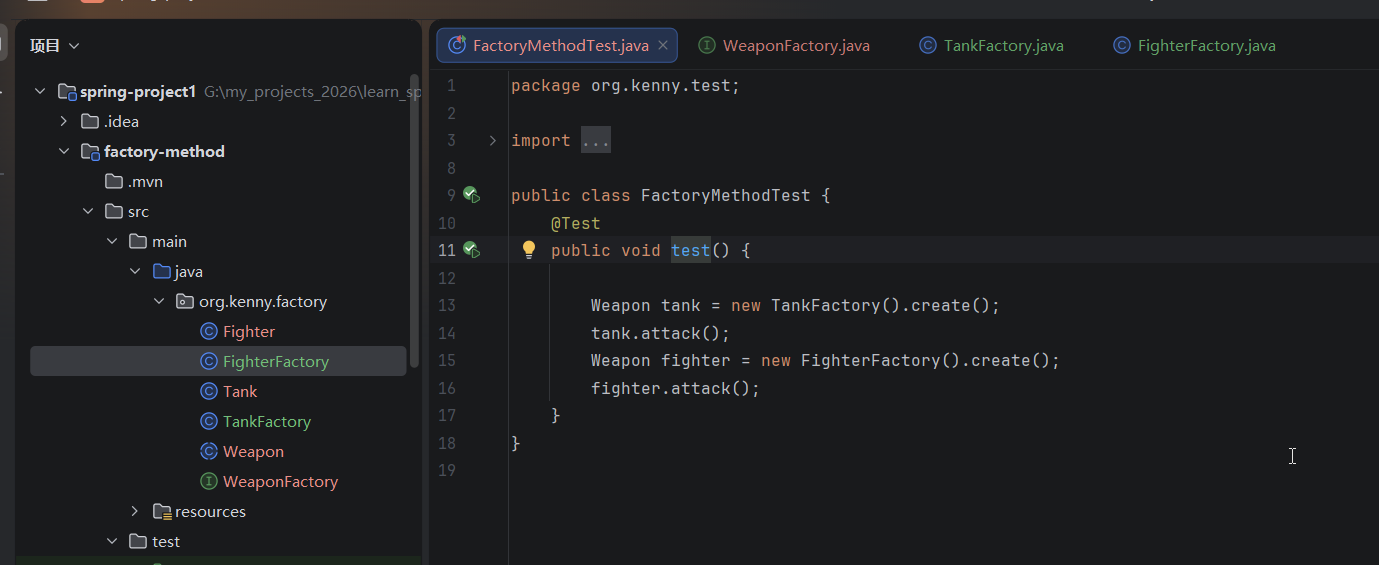 项目
spring-project1 G:\my_projects_2026\learn_sp
.idea
factory-method
.mvn
src
main
java
org.kenny.factory
Fighter
FighterFactory
Tank
TankFactory
Weapon
WeaponFactory
resources
test
FactoryMethodTest.java
WeaponFactory.java
TankFactory.java
FighterFactory.java
1 package org.kenny.test;
2
3 import ...
8
9 public class FactoryMethodTest {
10 @Test
11 public void test() {
12
13 Weapon tank = new TankFactory().create();
14 tank.attack();
15 Weapon fighter = new FighterFactory().create();
16 fighter.attack();
17 }
18 }
19